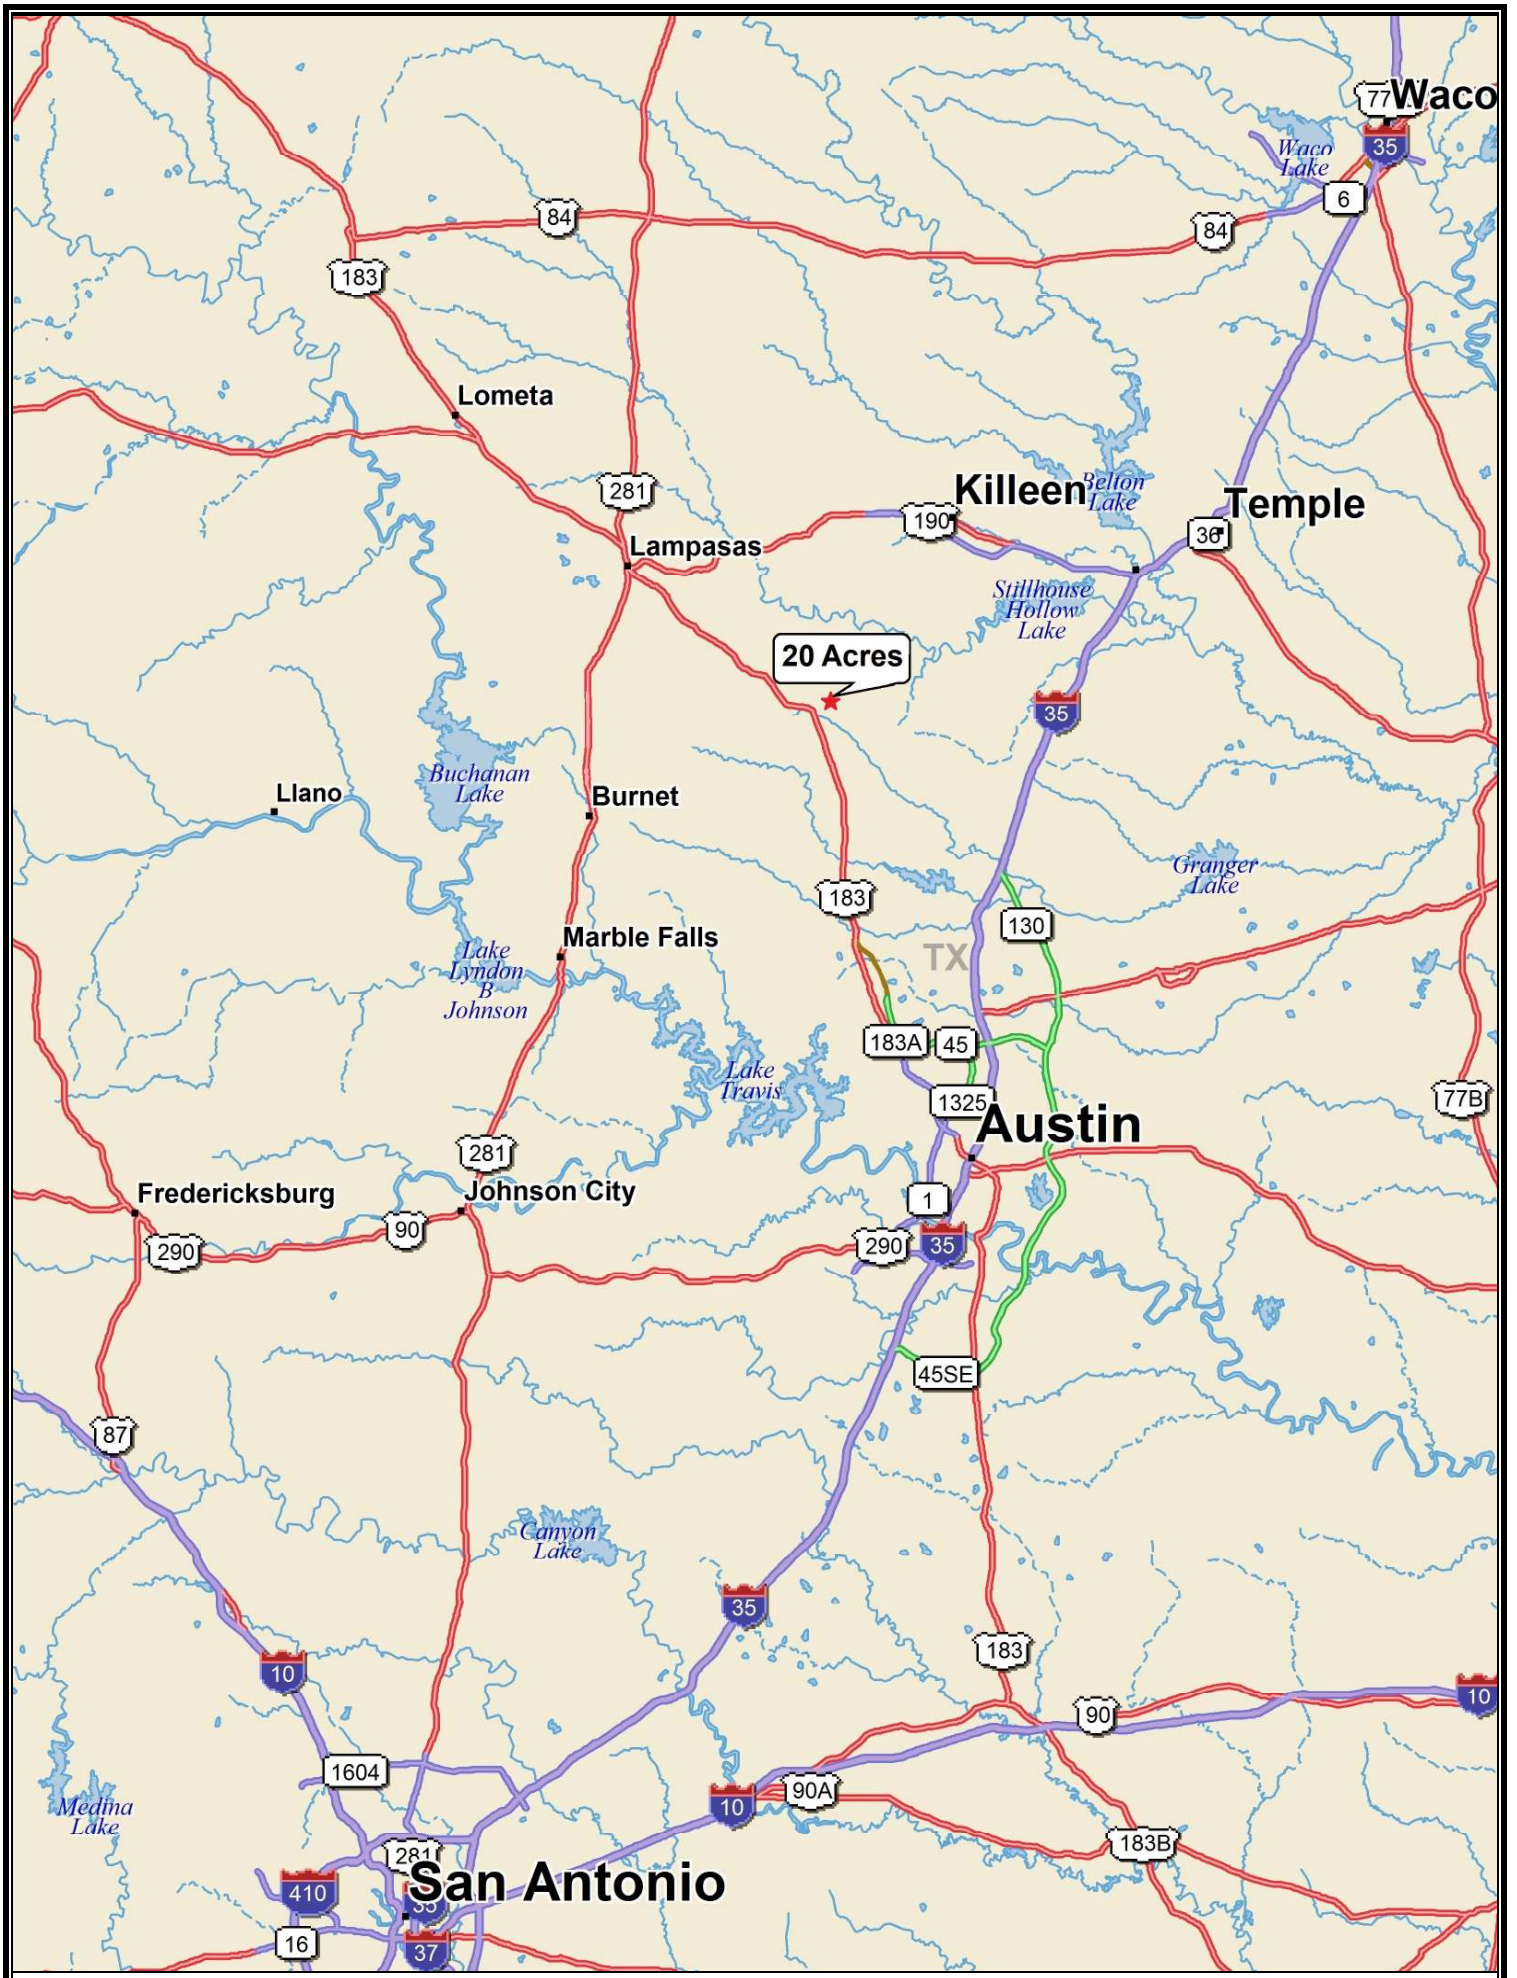 77
Waco
Waco
Lake
35
6
84
84
183
Lometa
281
Killeen
Belton
Lake
190
Temple
36
Lampasas
Stillhouse
Hollow
Lake
20 Acres
35
Buchanan
Lake
Llano
Burnet
Granger
Lake
183
130
Marble Falls
TX
Lake
Lyndon
B
Johnson
183A
45
Lake
Travis
1325
77B
Austin
281
Fredericksburg
Johnson City
1
90
290
290
35
45SE
87
Canyon
Lake
35
183
10
10
90
1604
90A
10
Medina
Lake
183B
281
San Antonio
410
35
16
37